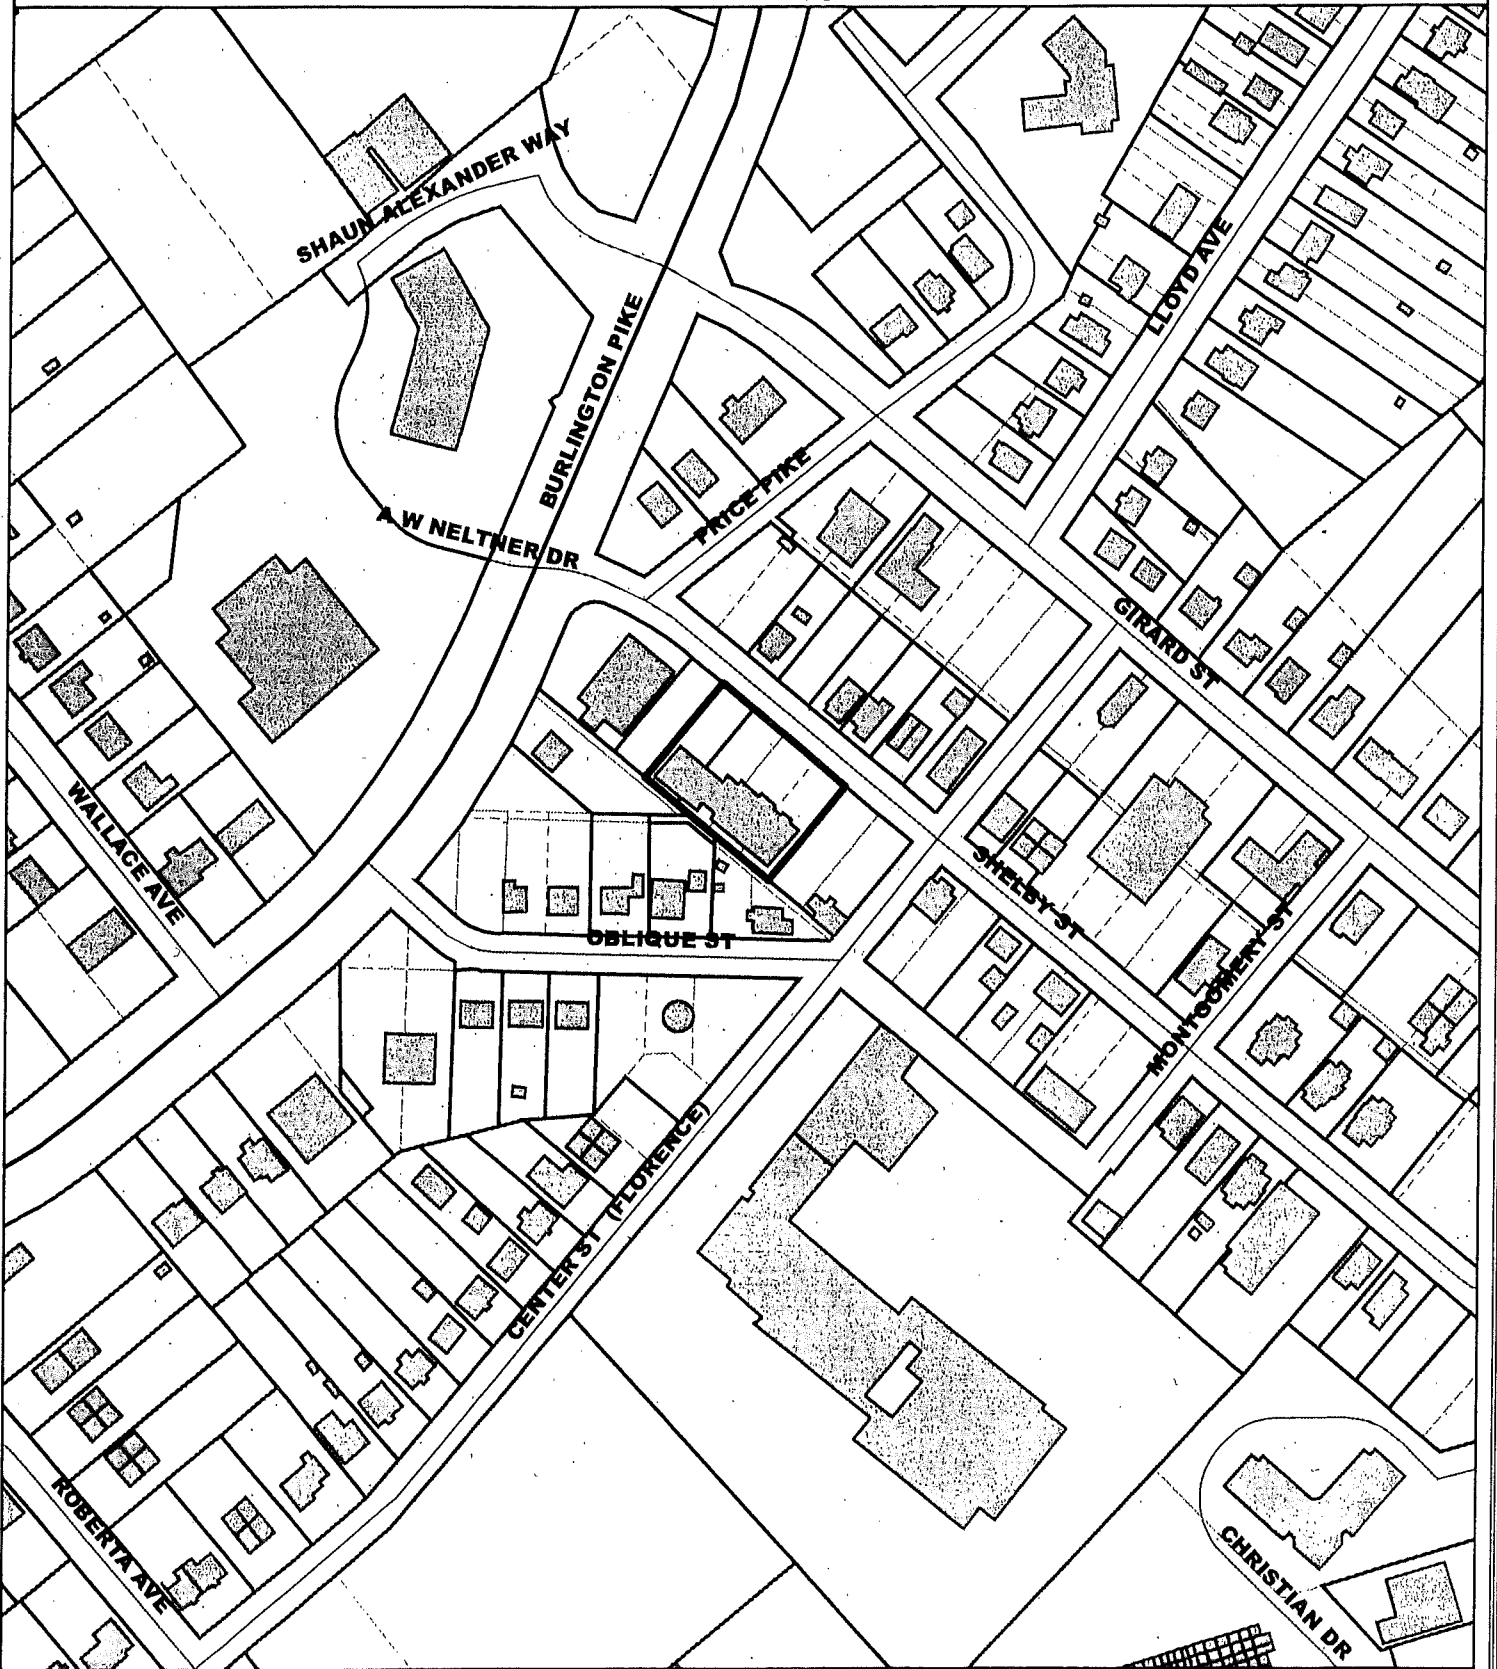 SHAUN ALEXANDER WAY
LLOYD AVE
BURLINGTON PIKE
PRICE PIKE
A W NELTNER DR
GIRARD ST
WALLACE AVE
SHELBY ST
OBLIQUE ST
MONTGOMERY ST
CENTER ST (FLORENCE)
ROBERTA AVE
CHRISTIAN DR